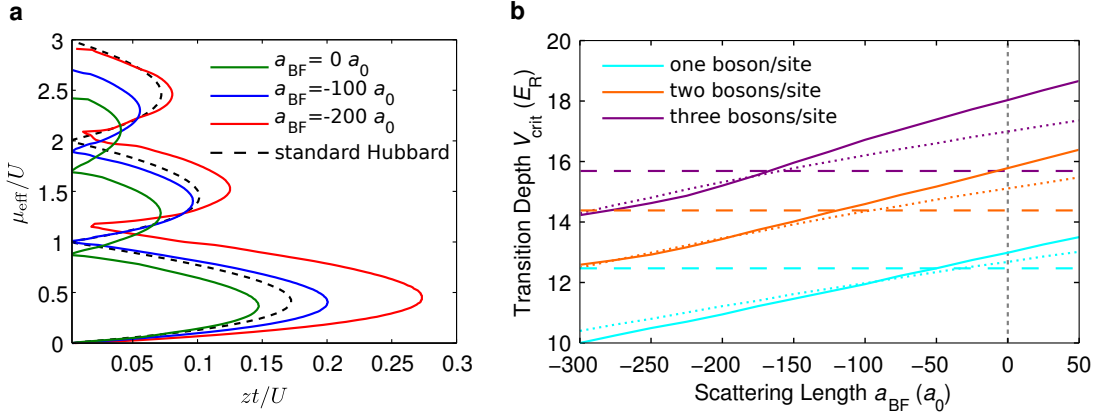 a
3
2.5
2
1.5
1
0.5
0
μeff/U
0.05
0.1
0.15
0.2
0.25
0.3
zt/U
aBF= 0 a0
aBF=-100 a0
aBF=-200 a0
standard Hubbard
b
20
18
16
14
12
10
Transition Depth Vcrit (ER)
−300
−250
−200
−150
−100
−50
0
50
Scattering Length aBF (a0)
one boson/site
two bosons/site
three bosons/site